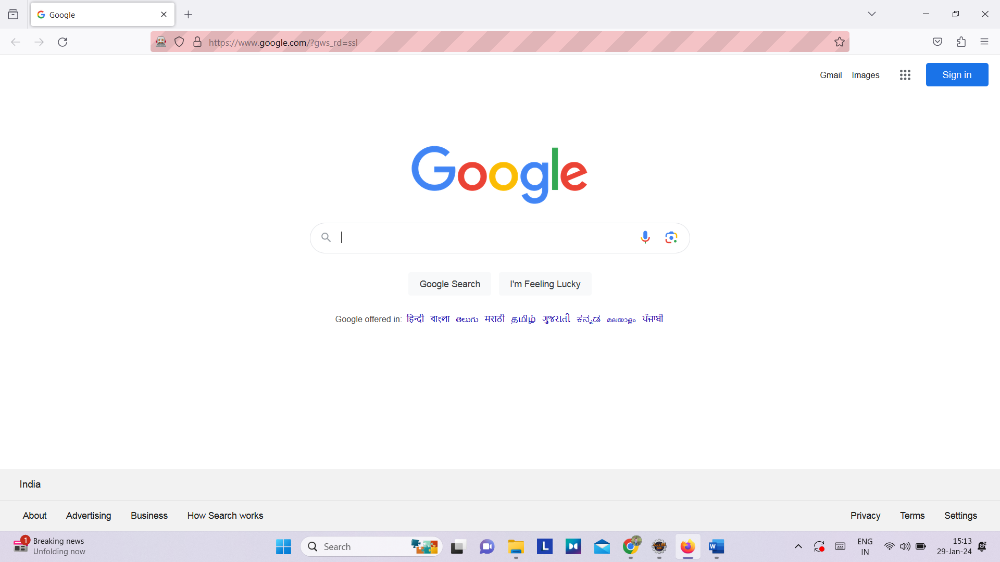 Google
https://www.google.com/?gws_rd=ssl
Gmail Images Sign in
Google
Google Search I'm Feeling Lucky
Google offered in: हिन्दी বাংলা తెలుగు मराठी தமிழ் ગુજરાતી ಕನ್ನಡ മലയാളം ਪੰਜਾਬੀ
India
About Advertising Business How Search works Privacy Terms Settings
1 Breaking news
Unfolding now
Search
L
W
ENG
IN
15:13
29-Jan-24